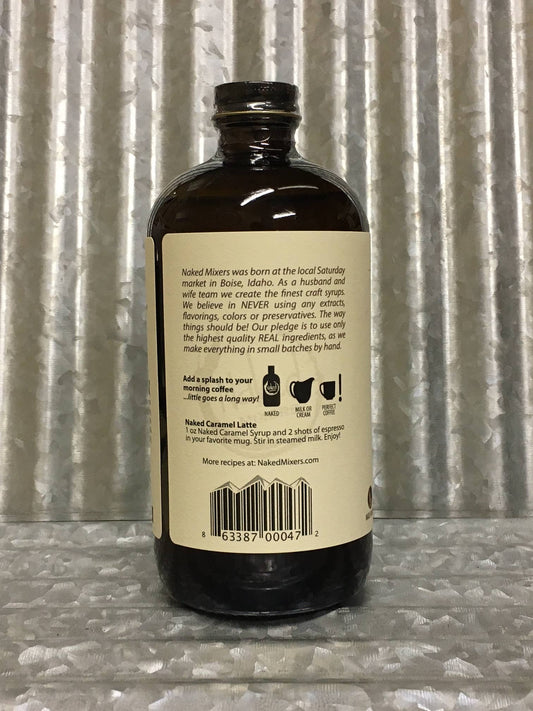 Naked Mixers was born at the local Saturday
market in Boise, Idaho. As a husband and
wife team we create the finest craft syrups.
We believe in NEVER using any extracts,
flavorings, colors or preservatives. The way
things should be! Our pledge is to use only
the highest quality REAL ingredients, as we
make everything in small batches by hand.
Add a splash to your
morning coffee
...little goes a long way!
NAKED
MILK OR
CREAM
PERFECT
COFFEE
!
Naked Caramel Latte
1 oz Naked Caramel Syrup and 2 shots of espresso
in your favorite mug. Stir in steamed milk. Enjoy!
More recipes at: NakedMixers.com
8 63387 00047 2